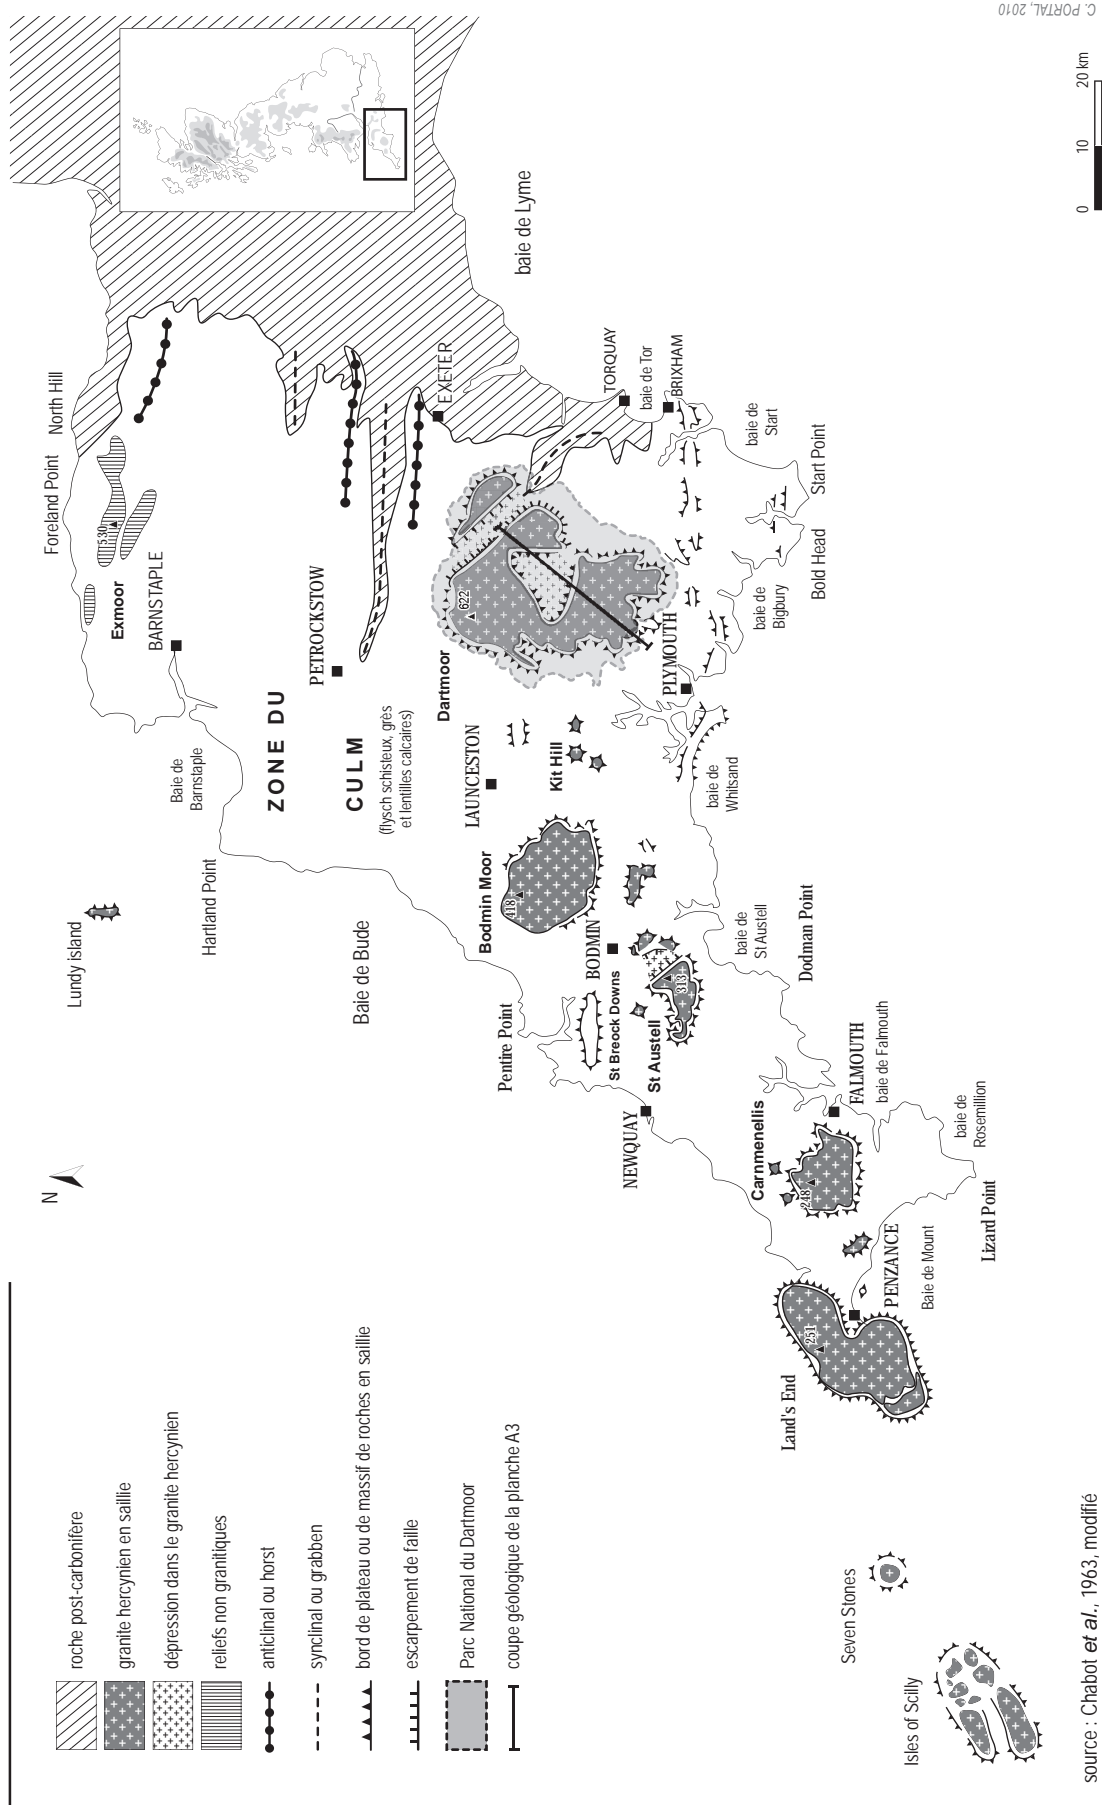 C. PORTAL, 2010
0 10 20 km
N
Lundy island
Foreland Point
North Hill
530
Exmoor
BARNSTAPLE
Baie de
Barnstaple
Hartland Point
ZONE DU
CULM
(flysch schisteux, grès
et lentilles calcaires)
PETROCKSTOW
Baie de Bude
EXETER
baie de Lyme
TORQUAY
baie de Tor
BRIXHAM
baie de
Start
Start Point
Bold Head
baie de
Bigbury
PLYMOUTH
Dartmoor
622
LAUNCESTON
Kit Hill
baie de
Whitsand
Bodmin Moor
418
BODMIN
Pentire Point
St Breock Downs
St Austell
313
baie de
St Austell
Dodman Point
NEWQUAY
Carnmenellis
248
FALMOUTH
baie de Falmouth
baie de
Rosemillion
Lizard Point
PENZANCE
Baie de Mount
251
Land's End
Seven Stones
Isles of Scilly
roche post-carbonifère
granite hercynien en saillie
dépression dans le granite hercynien
reliefs non granitiques
anticlinal ou horst
synclinal ou grabben
bord de plateau ou de massif de roches en saillie
escarpement de faille
Parc National du Dartmoor
coupe géologique de la planche A3
source : Chabot et al., 1963, modifié